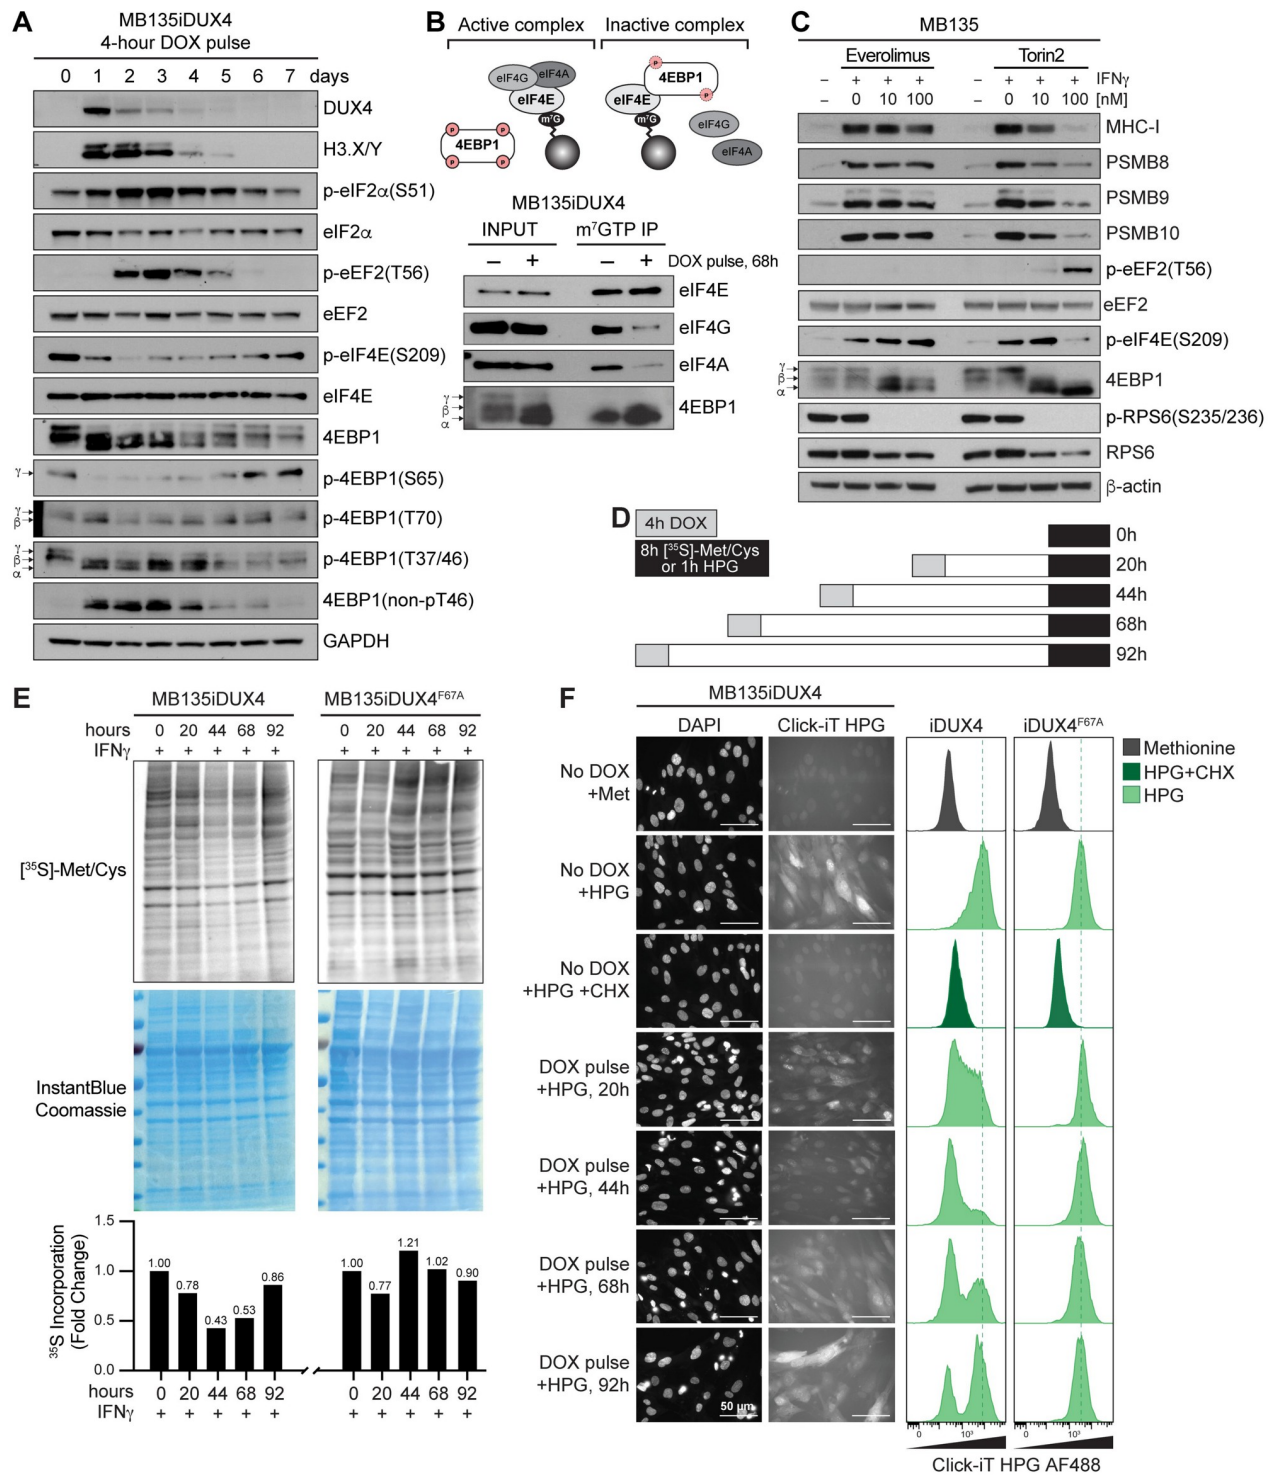 A
MB135iDUX4
4-hour DOX pulse
0 1 2 3 4 5 6 7 days
DUX4
H3.X/Y
p-eIF2α(S51)
eIF2α
p-eEF2(T56)
eEF2
p-eIF4E(S209)
eIF4E
4EBP1
γ
p-4EBP1(S65)
γ
β
p-4EBP1(T70)
γ
β
α
p-4EBP1(T37/46)
4EBP1(non-pT46)
GAPDH
B
Active complex Inactive complex
eIF4G eIF4A
eIF4E
m⁷G
P P
4EBP1
P P
P
4EBP1
P
eIF4E
m⁷G
eIF4G
eIF4A
MB135iDUX4
INPUT m⁷GTP IP
– + – + DOX pulse, 68h
eIF4E
eIF4G
eIF4A
γ
β
α
4EBP1
C
MB135
Everolimus Torin2
– + + + – + + + IFNγ
– 0 10 100 – 0 10 100 [nM]
MHC-I
PSMB8
PSMB9
PSMB10
p-eEF2(T56)
eEF2
p-eIF4E(S209)
γ
β
α
4EBP1
p-RPS6(S235/236)
RPS6
β-actin
D
4h DOX
8h [³⁵S]-Met/Cys
or 1h HPG
0h
20h
44h
68h
92h
E
MB135iDUX4 MB135iDUX4F67A
hours 0 20 44 68 92 0 20 44 68 92
IFNγ + + + + + + + + + +
[³⁵S]-Met/Cys
InstantBlue
Coomassie
³⁵S Incorporation
(Fold Change)
1.5
1.0
0.5
0.0
1.00 0.78 0.43 0.53 0.86 1.00 0.77 1.21 1.02 0.90
hours 0 20 44 68 92 0 20 44 68 92
IFNγ + + + + + + + + + +
F
MB135iDUX4
DAPI Click-iT HPG iDUX4 iDUX4F67A
Methionine
HPG+CHX
HPG
No DOX
+Met
No DOX
+HPG
No DOX
+HPG +CHX
DOX pulse
+HPG, 20h
DOX pulse
+HPG, 44h
DOX pulse
+HPG, 68h
DOX pulse
+HPG, 92h
50 µm
0 10³ 0 10³
Click-iT HPG AF488